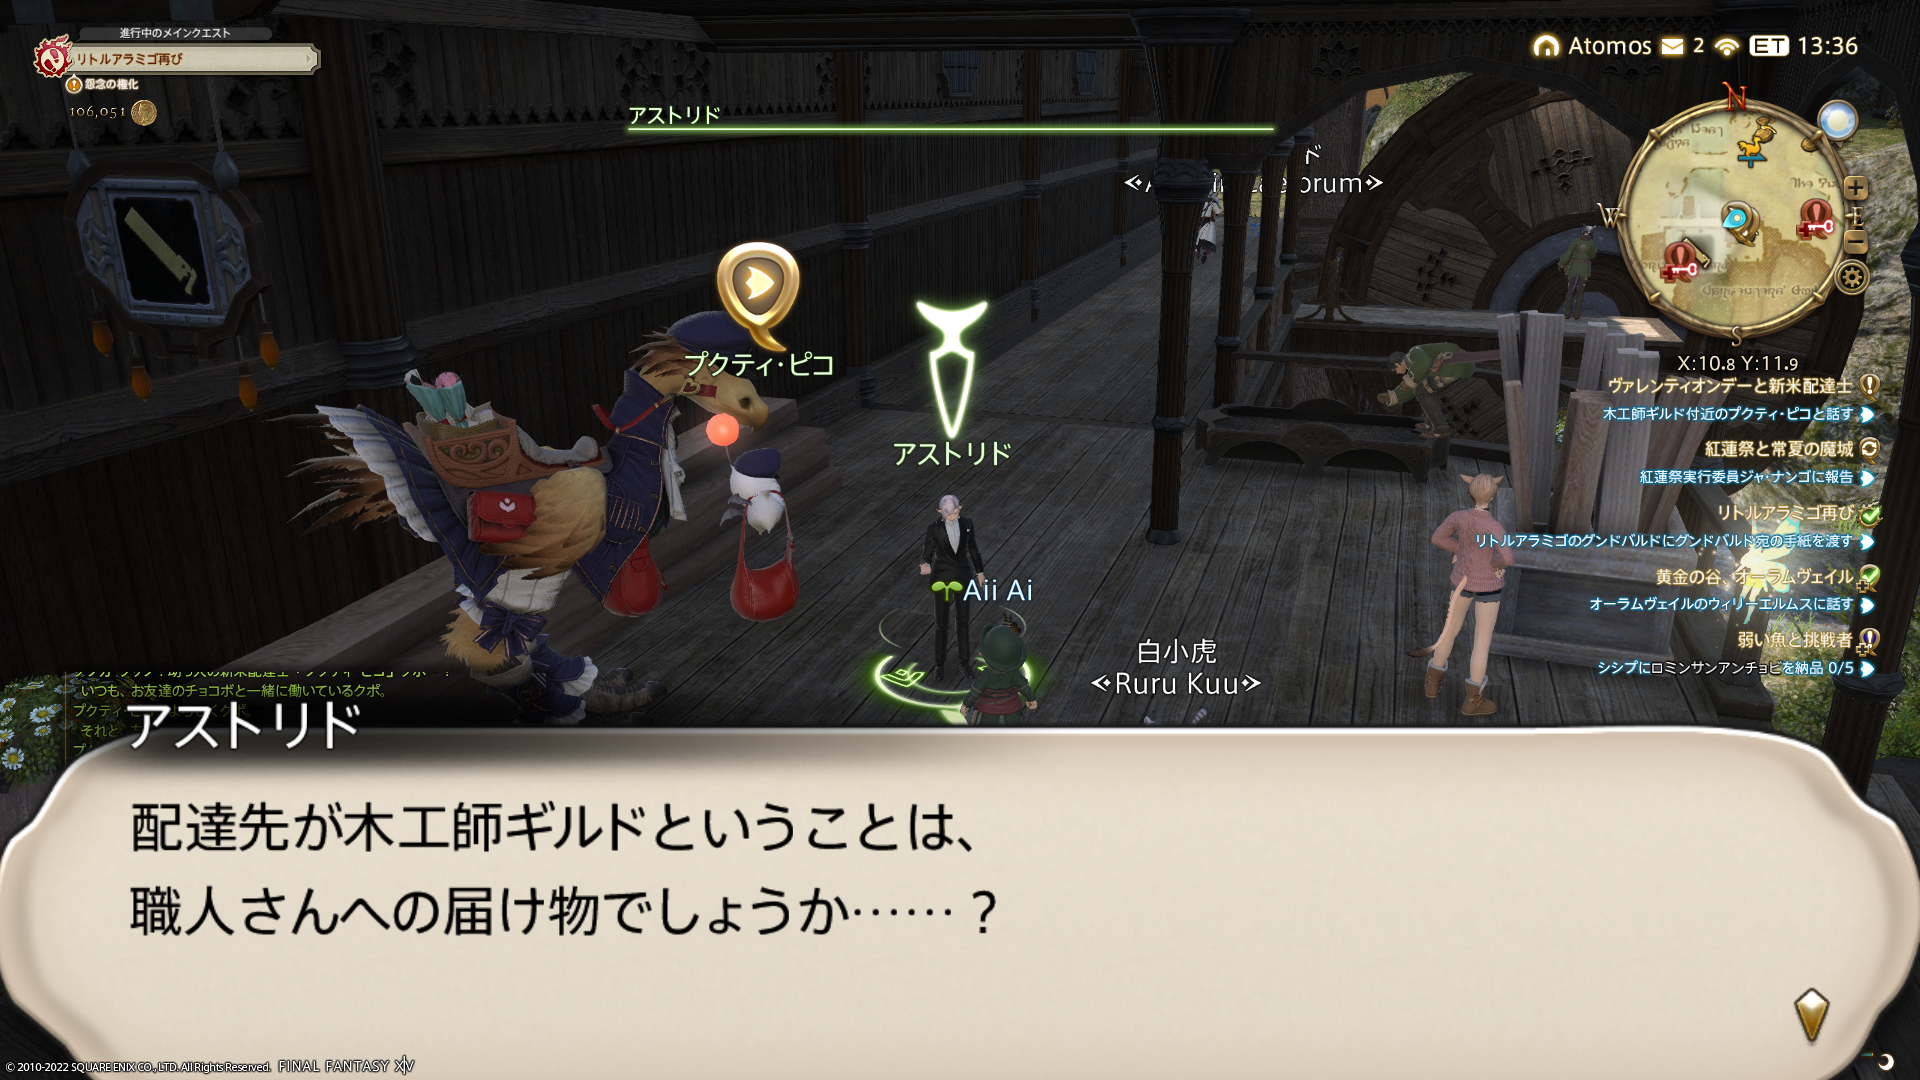 進行中のメインクエスト
リトルアラミゴ再び
怨念の権化
106,051
Atomos 2 ET 13:36
アストリド
N
W
E
S
X:10.8 Y:11.9
ヴァレンティオンデーと新米配達士
木工師ギルド付近のプクティ・ピコと話す
紅蓮祭と常夏の魔城
紅蓮祭実行委員ジャ・ナンゴに報告
リトルアラミゴ再び
リトルアラミゴのグンドバルドにグンドバルド宛の手紙を渡す
黄金の谷、オーラムヴェイル
オーラムヴェイルのウィリーエルムスに話す
弱い魚と挑戦者
シシプにロミンサンアンチョビを納品 0/5
プクティ・ピコ
アストリド
Aii Ai
白小虎
Ruru Kuu
いつも、お友達のチョコボと一緒に働いているクポ。
アストリド
配達先が木工師ギルドということは、
職人さんへの届け物でしょうか……？
© 2010-2022 SQUARE ENIX CO., LTD. All Rights Reserved. FINAL FANTASY XIV